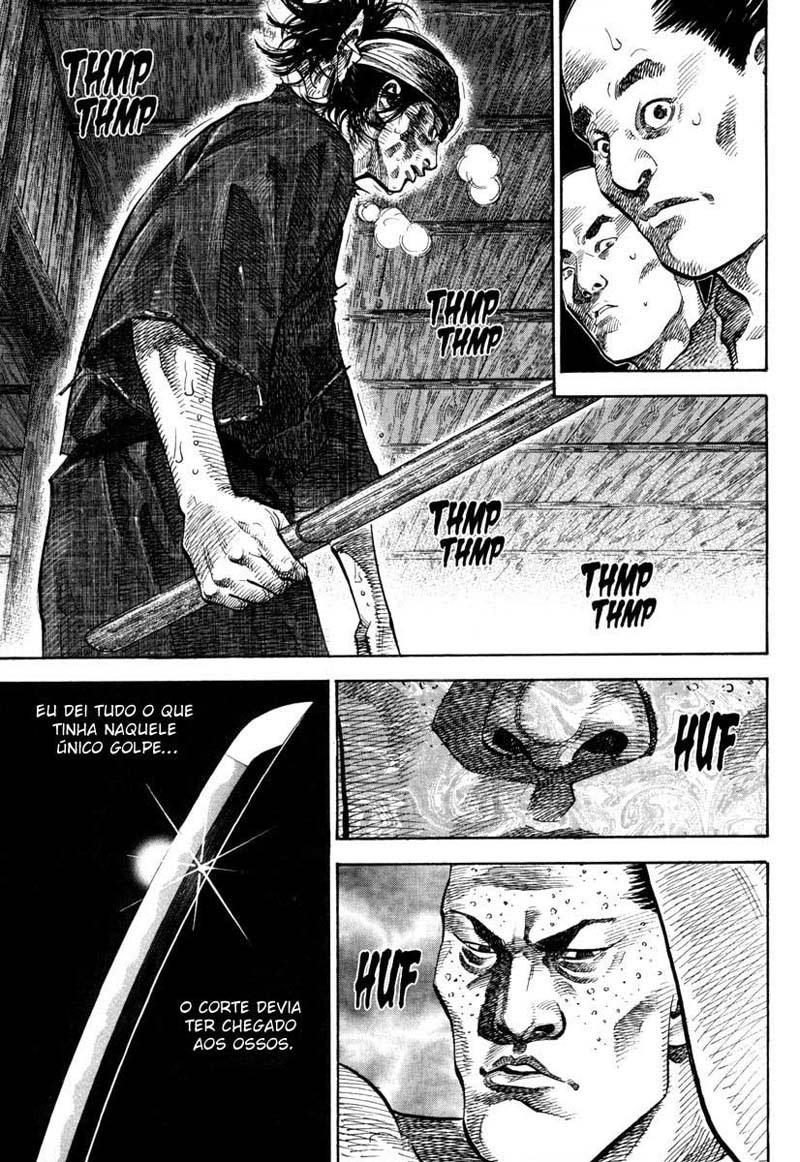 THMP
THMP
THMP
THMP
THMP
THMP
THMP
THMP
HUF
HUF
EU DEI TUDO O QUE
TINHA NAQUELE
ÚNICO GOLPE...
O CORTE DEVIA
TER CHEGADO
AOS OSSOS.